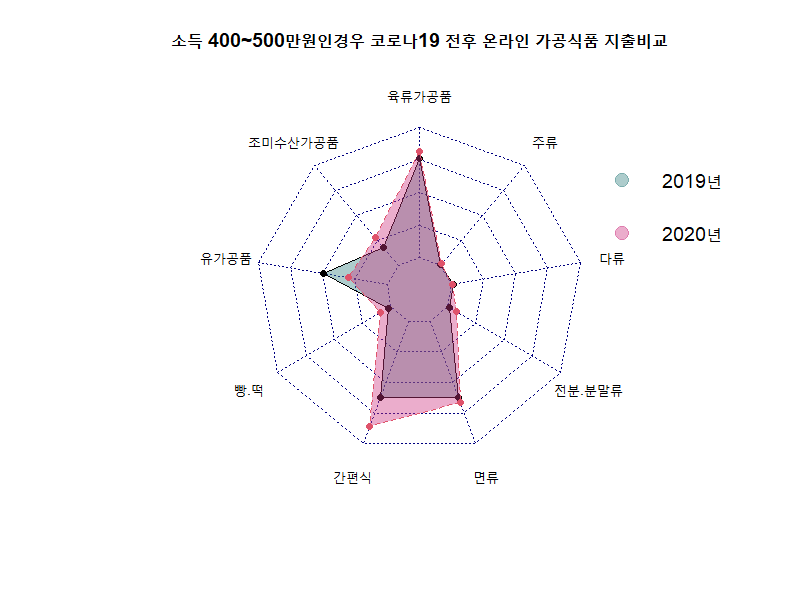 소득 400~500만원인경우 코로나19 전후 온라인 가공식품 지출비교
육류가공품
조미수산가공품
주류
2019년
2020년
유가공품
다류
빵.떡
전분.분말류
간편식
면류